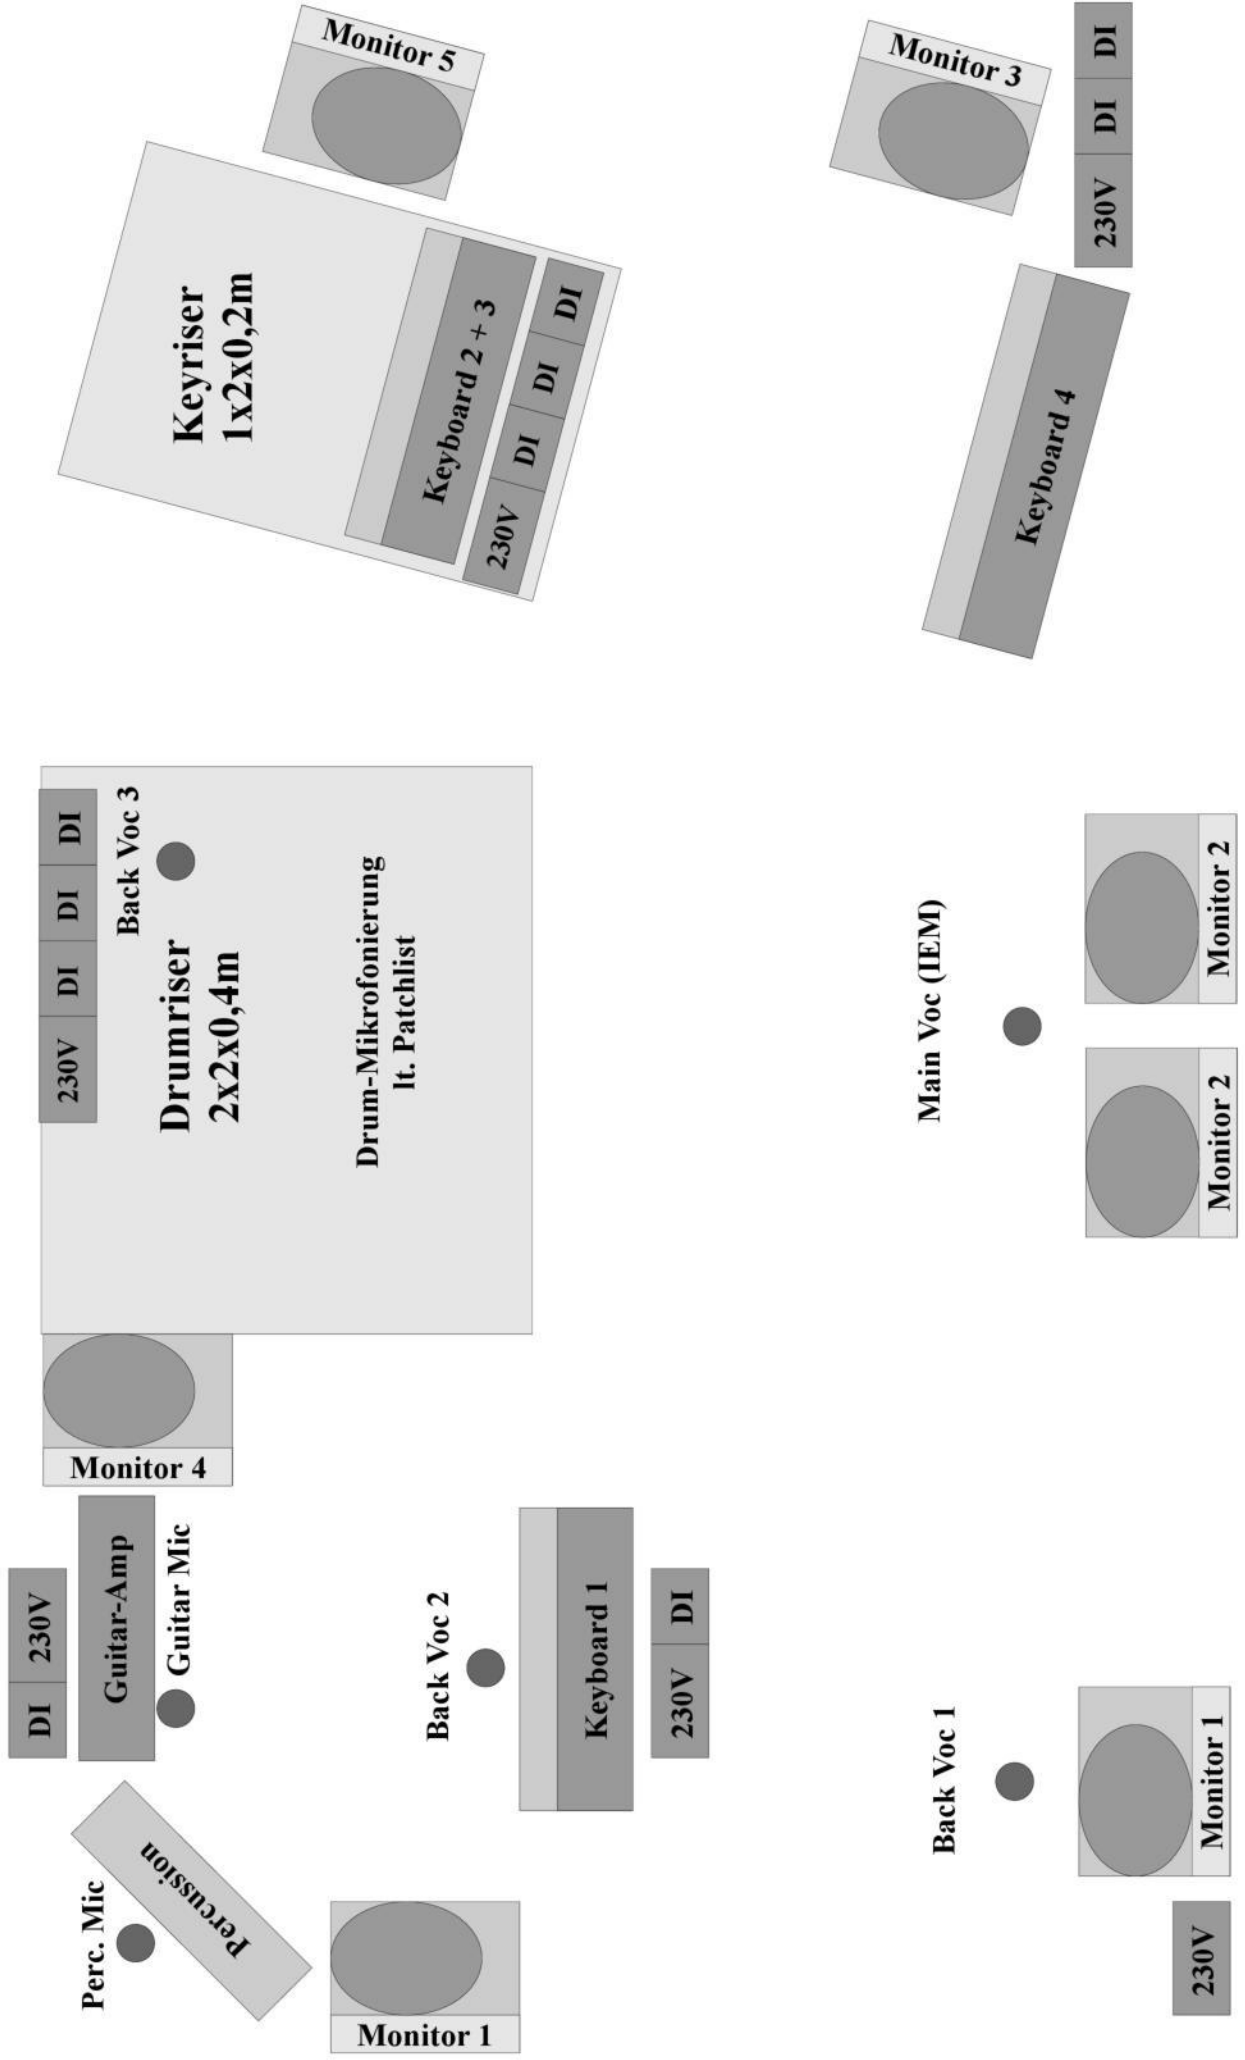 DI
230V
Guitar-Amp
Guitar Mic
Perc. Mic
Percussion
Monitor 1
Back Voc 2
Keyboard 1
230V
DI
Back Voc 1
Monitor 1
230V
Monitor 4
230V
DI
DI
DI
Back Voc 3
Drumriser
2x2x0,4m
Drum-Mikrofonierung
lt. Patchlist
Main Voc (IEM)
Monitor 2
Monitor 2
Keyriser
1x2x0,2m
Keyboard 2 + 3
230V
DI
DI
DI
Monitor 5
Keyboard 4
230V
DI
DI
Monitor 3